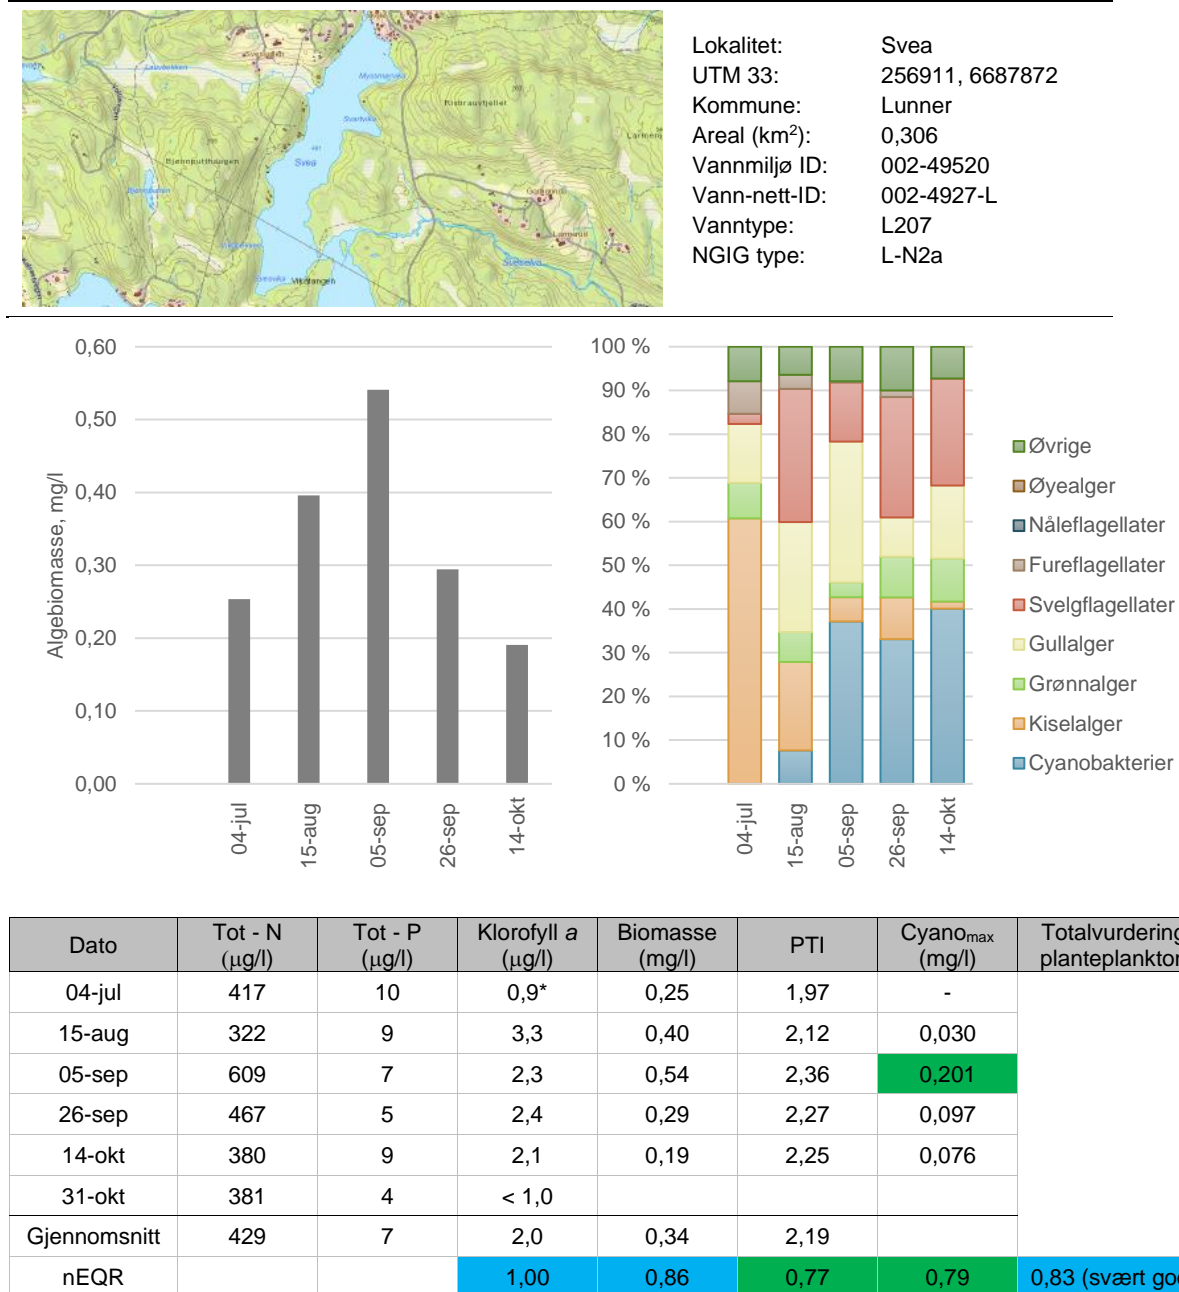 Svea
Svartvika
Mysomarvika
Risbrauvfjellet
Bjønnputthaugen
Vikatangen
Sveselva
Lokalitet: Svea
UTM 33: 256911, 6687872
Kommune: Lunner
Areal (km2): 0,306
Vannmiljø ID: 002-49520
Vann-nett-ID: 002-4927-L
Vanntype: L207
NGIG type: L-N2a
Algebiomasse, mg/l
0,60
0,50
0,40
0,30
0,20
0,10
0,00
04-jul
15-aug
05-sep
26-sep
14-okt
100 %
90 %
80 %
70 %
60 %
50 %
40 %
30 %
20 %
10 %
0 %
04-jul
15-aug
05-sep
26-sep
14-okt
Øvrige
Øyealger
Nåleflagellater
Fureflagellater
Svelgflagellater
Gullalger
Grønnalger
Kiselalger
Cyanobakterier
Dato Tot - N (µg/l) Tot - P (µg/l) Klorofyll a (µg/l) Biomasse (mg/l) PTI Cyanomax (mg/l) Totalvurdering planteplankton
04-jul 417 10 0,9* 0,25 1,97 -
15-aug 322 9 3,3 0,40 2,12 0,030
05-sep 609 7 2,3 0,54 2,36 0,201
26-sep 467 5 2,4 0,29 2,27 0,097
14-okt 380 9 2,1 0,19 2,25 0,076
31-okt 381 4 < 1,0
Gjennomsnitt 429 7 2,0 0,34 2,19
nEQR 1,00 0,86 0,77 0,79 0,83 (svært go